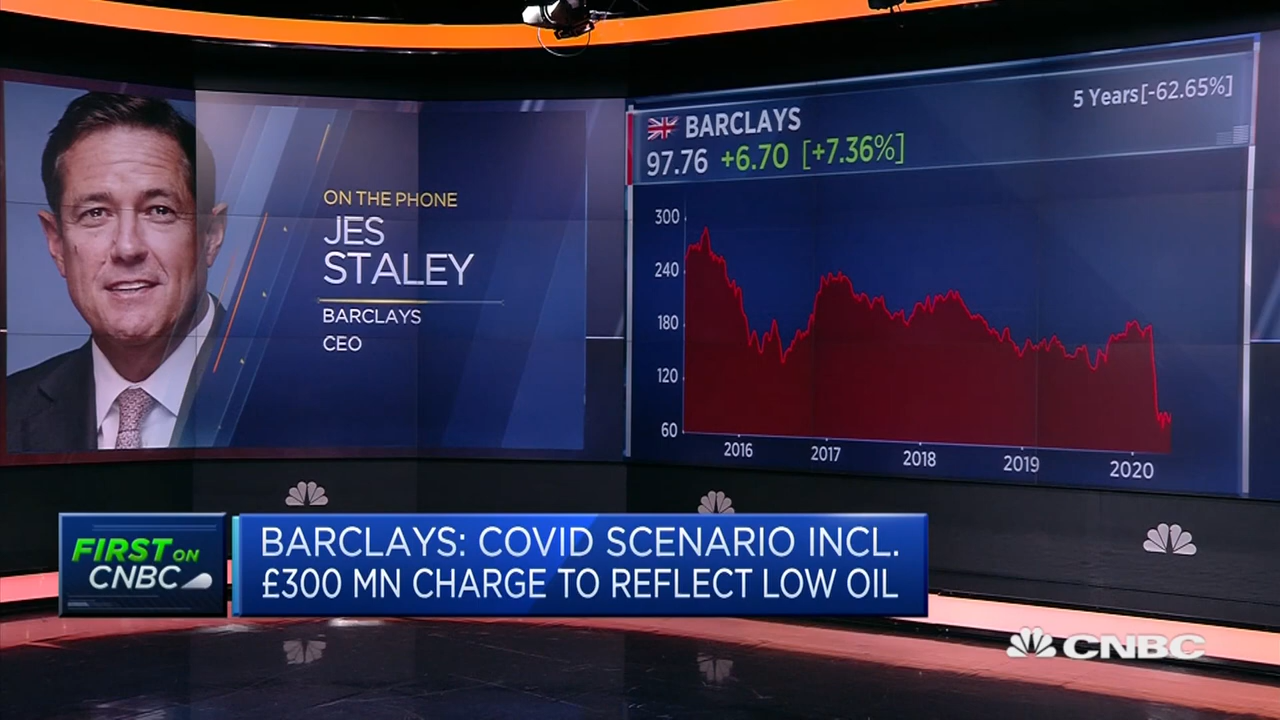 ON THE PHONE
JES
STALEY
BARCLAYS
CEO
5 Years[-62.65%]
BARCLAYS
97.76 +6.70 [+7.36%]
300
240
180
120
60
2016 2017 2018 2019 2020
FIRST ON
CNBC
BARCLAYS: COVID SCENARIO INCL.
£300 MN CHARGE TO REFLECT LOW OIL
CNBC